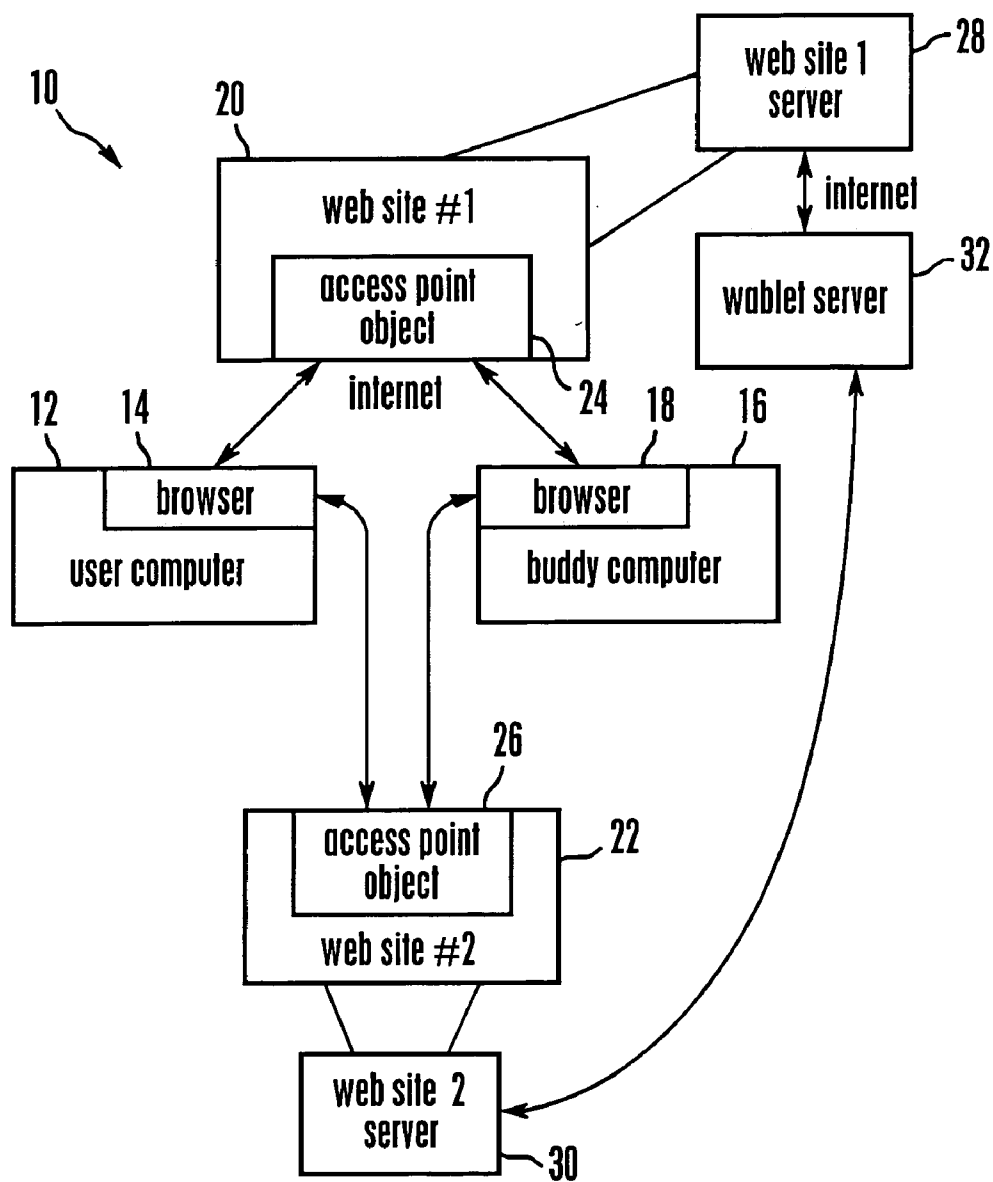 10
20
web site #1
access point
object
24
internet
web site 1
server
28
internet
wablet server
32
12
14
browser
user computer
18
16
browser
buddy computer
26
access point
object
22
web site #2
web site 2
server
30